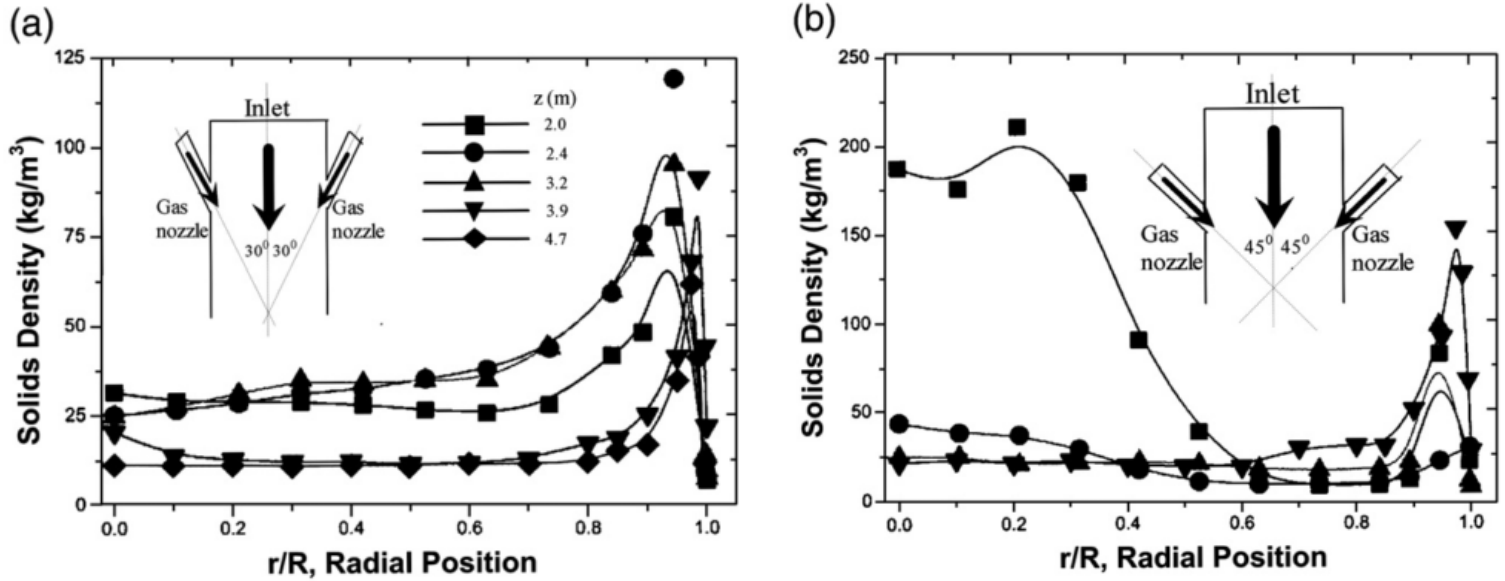 (a)
125
100
75
50
25
0
Solids Density (kg/m³)
0.0 0.2 0.4 0.6 0.8 1.0
r/R, Radial Position
Inlet
Gas
nozzle
Gas
nozzle
30⁰ 30⁰
z (m)
2.0
2.4
3.2
3.9
4.7
(b)
250
200
150
100
50
0
Solids Density (kg/m³)
0.0 0.2 0.4 0.6 0.8 1.0
r/R, Radial Position
Inlet
Gas
nozzle
Gas
nozzle
45⁰ 45⁰